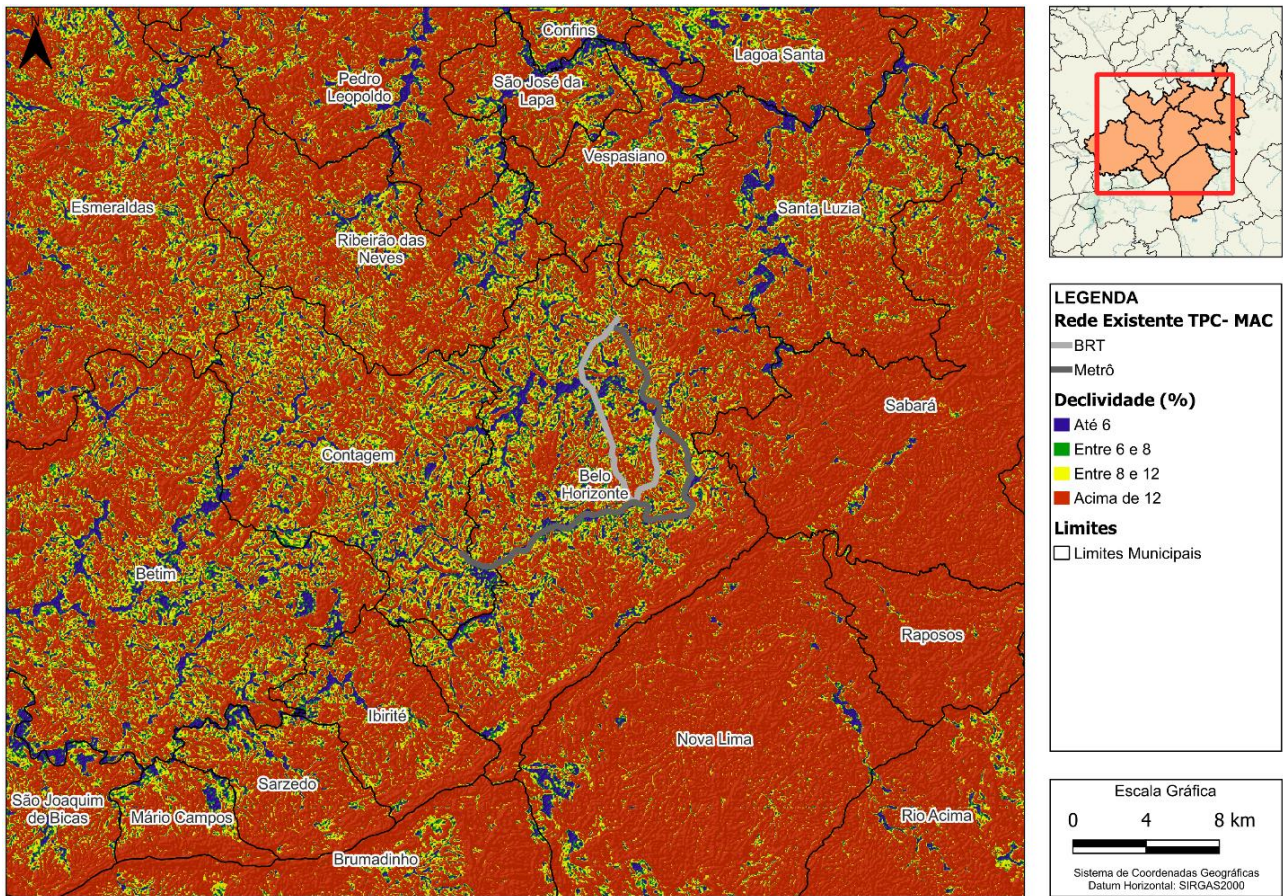 Confins
Lagoa Santa
Pedro
Leopoldo
São José da
Lapa
Vespasiano
Esmeraldas
Santa Luzia
Ribeirão das
Neves
Sabará
Contagem
Belo
Horizonte
Betim
Raposos
Ibirité
Nova Lima
Sarzedo
São Joaquim
de Bicas
Mário Campos
Rio Acima
Brumadinho
LEGENDA
Rede Existente TPC- MAC
BRT
Metrô
Declividade (%)
Até 6
Entre 6 e 8
Entre 8 e 12
Acima de 12
Limites
Limites Municipais
Escala Gráfica
0 4 8 km
Sistema de Coordenadas Geográficas
Datum Horizontal: SIRGAS2000